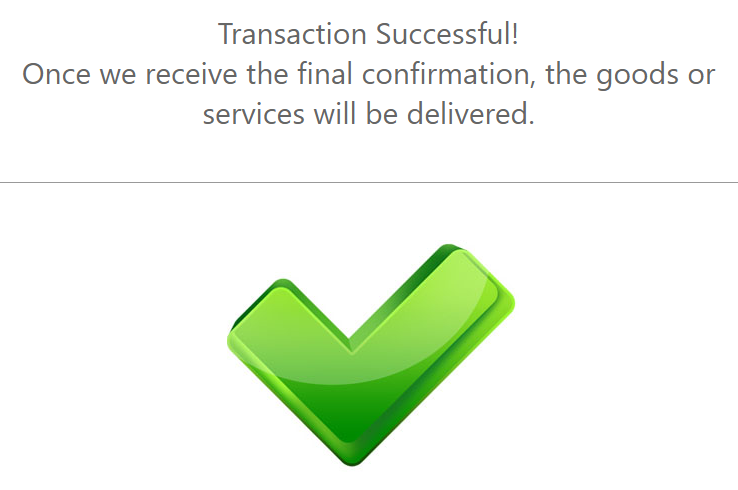 Transaction Successful!
Once we receive the final confirmation, the goods or
services will be delivered.